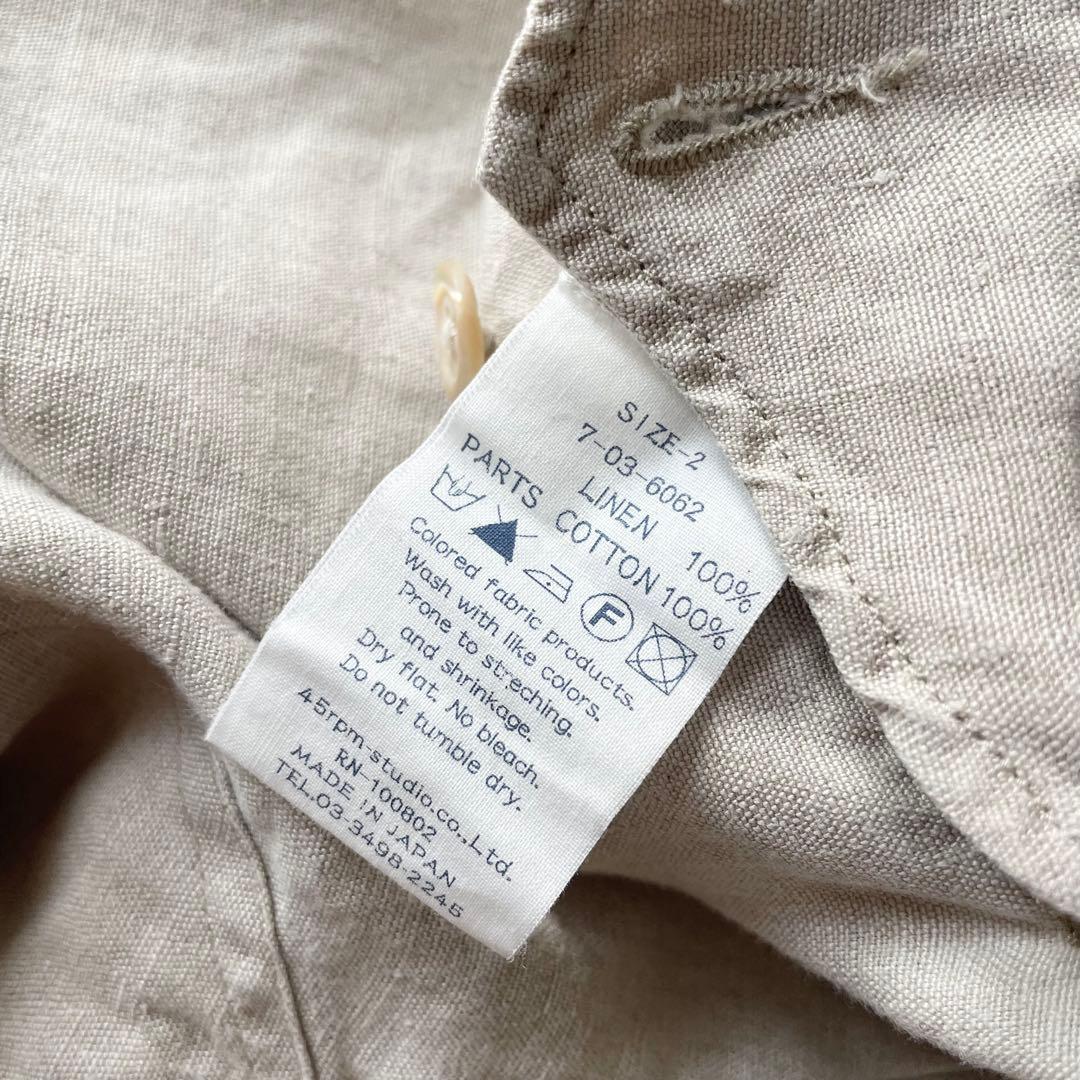 SIZE-2
7-03-6062
LINEN 100%
PARTS COTTON 100%
F
Colored fabric products.
Wash with like colors.
Prone to streching.
and shrinkage.
Dry flat. No bleach.
Do not tumble dry.
45rpm-studio.co.,Ltd.
RN-100802
MADE IN JAPAN
TEL.03-3498-2245